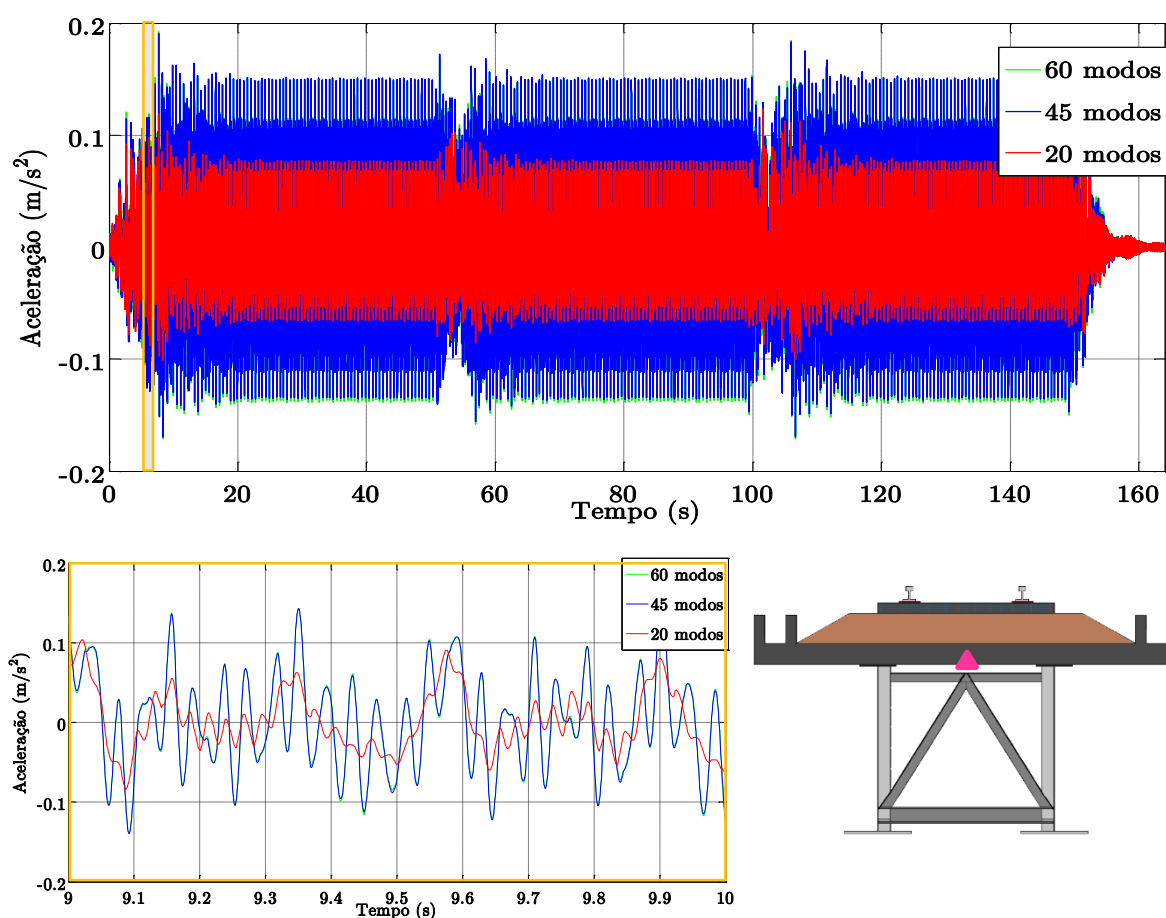 0.2
0.1
0
-0.1
-0.2
Aceleração (m/s²)
60 modos
45 modos
20 modos
0 20 40 60 80 100 120 140 160
Tempo (s)
0.2
0.1
0
-0.1
-0.2
Aceleração (m/s²)
60 modos
45 modos
20 modos
9 9.1 9.2 9.3 9.4 9.5 9.6 9.7 9.8 9.9 10
Tempo (s)